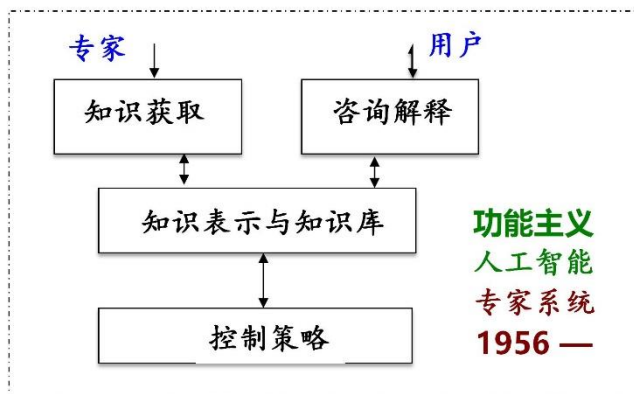 专家
用户
知识获取
咨询解释
知识表示与知识库
功能主义
人工智能
专家系统
控制策略
1956 —